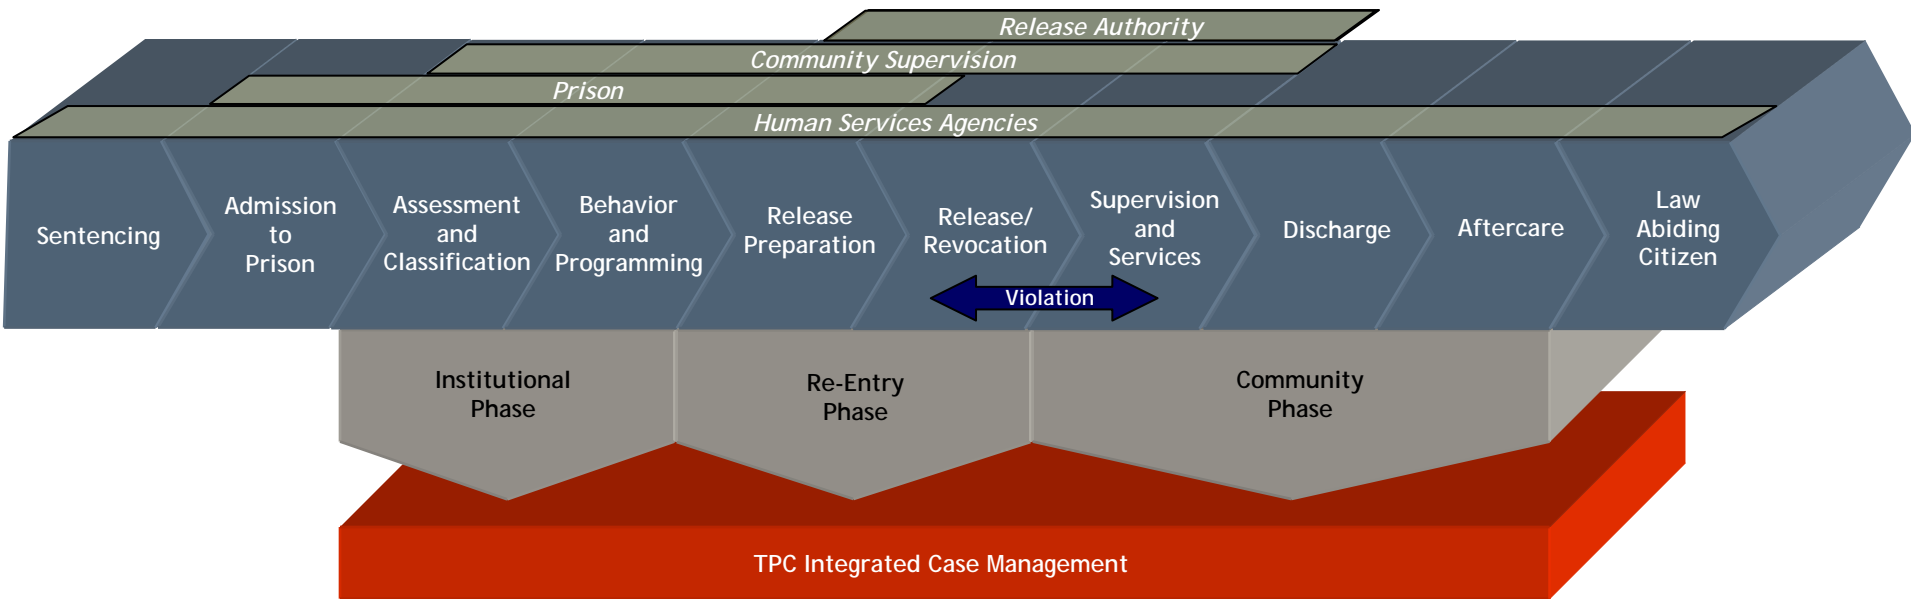 Release Authority
Community Supervision
Prison
Human Services Agencies
Sentencing
Admission
to
Prison
Assessment
and
Classification
Behavior
and
Programming
Release
Preparation
Release/
Revocation
Supervision
and
Services
Discharge
Aftercare
Law
Abiding
Citizen
Violation
Institutional
Phase
Re-Entry
Phase
Community
Phase
TPC Integrated Case Management